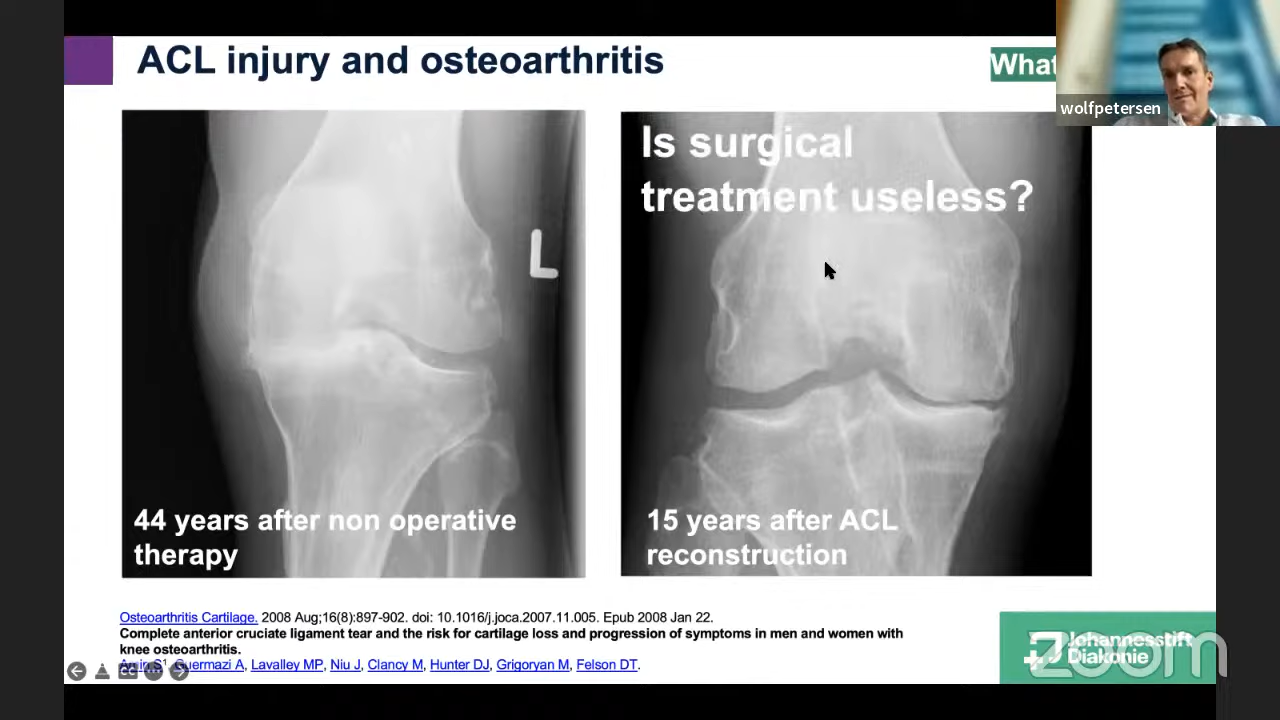 ACL injury and osteoarthritis
What
wolfpetersen
Is surgical
treatment useless?
L
44 years after non operative
therapy
15 years after ACL
reconstruction
Osteoarthritis Cartilage. 2008 Aug;16(8):897-902. doi: 10.1016/j.joca.2007.11.005. Epub 2008 Jan 22.
Complete anterior cruciate ligament tear and the risk for cartilage loss and progression of symptoms in men and women with
knee osteoarthritis.
Guermazi A, Lavalley MP, Niu J, Clancy M, Hunter DJ, Grigoryan M, Felson DT.
CC
Johannesstift
Diakonie
zoom